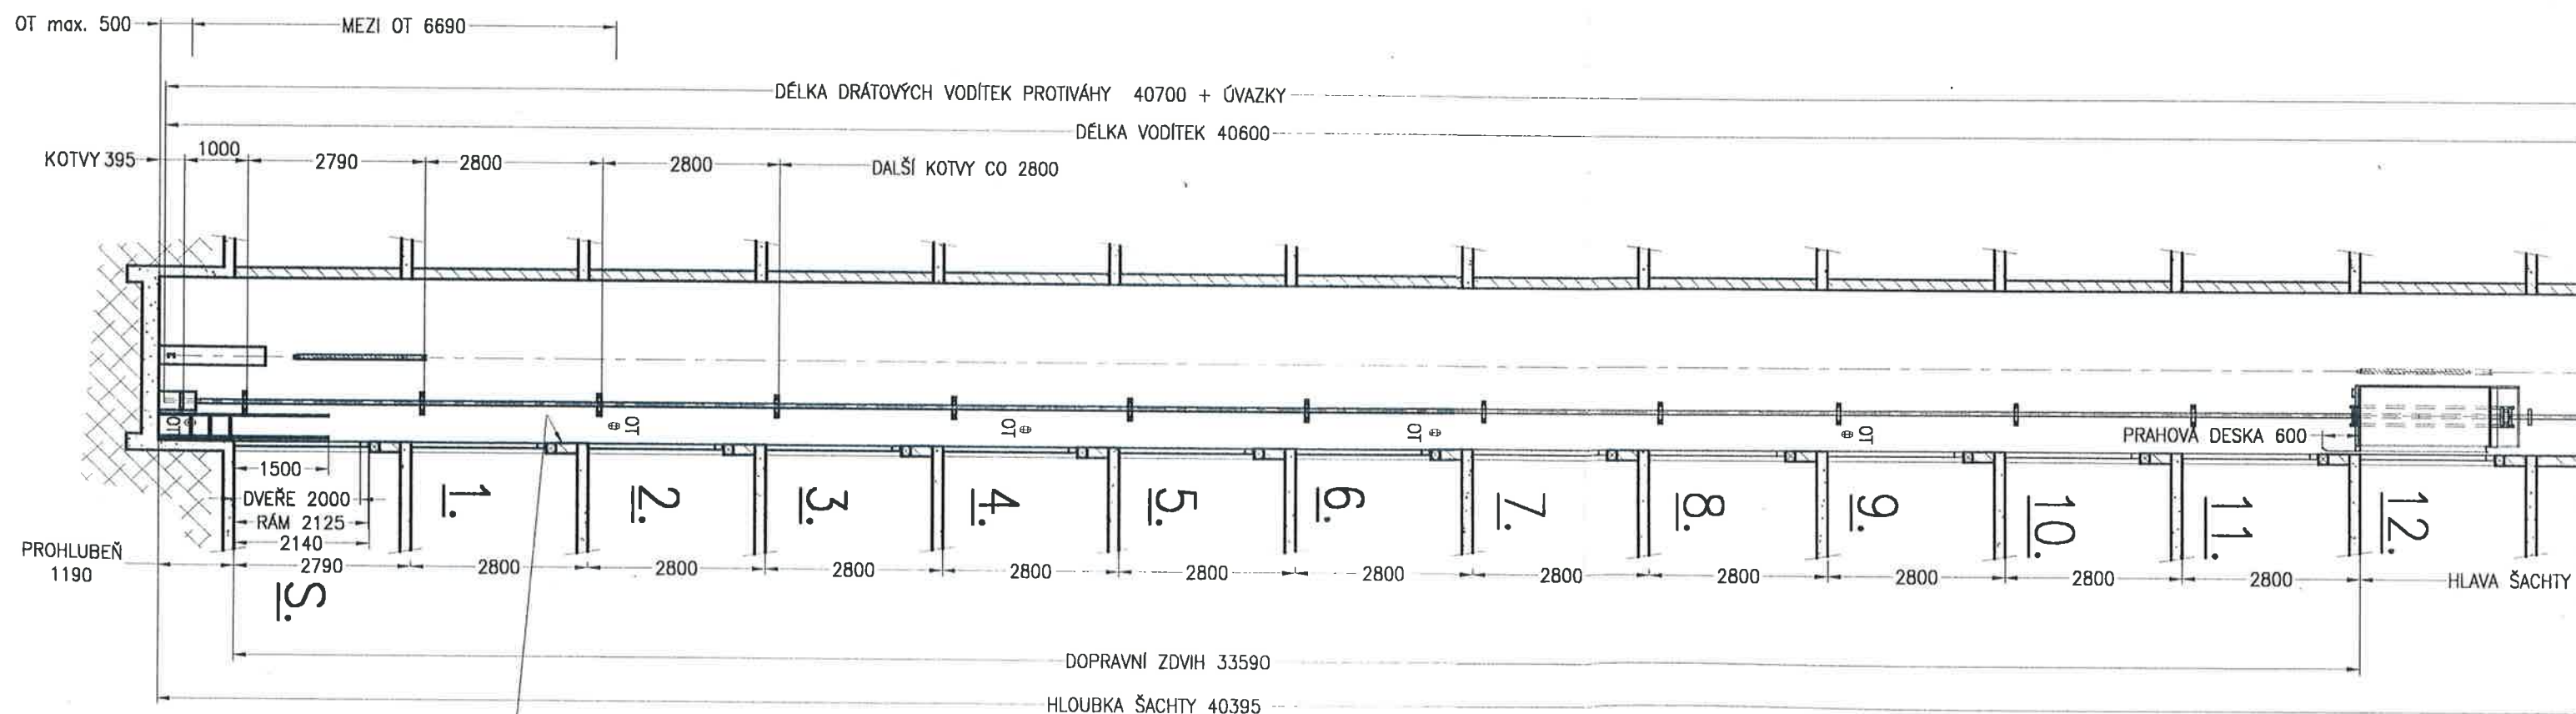 OT max. 500
MEZI OT 6690
DÉLKA DRÁTOVÝCH VODÍTEK PROTIVÁHY 40700 + ÚVAZKY
DÉLKA VODÍTEK 40600
KOTVY 395
1000
2790
2800
2800
DALŠÍ KOTVY CO 2800
OT
OT
OT
OT
OT
PRAHOVÁ DESKA 600
1500
DVEŘE 2000
RÁM 2125
2140
1.
2.
3.
4.
5.
6.
7.
8.
9.
10.
11.
12.
PROHLUBEŇ
1190
2790
2800
2800
2800
2800
2800
2800
2800
2800
2800
2800
2800
HLAVA ŠACHTY
S.
DOPRAVNÍ ZDVIH 33590
HLOUBKA ŠACHTY 40395